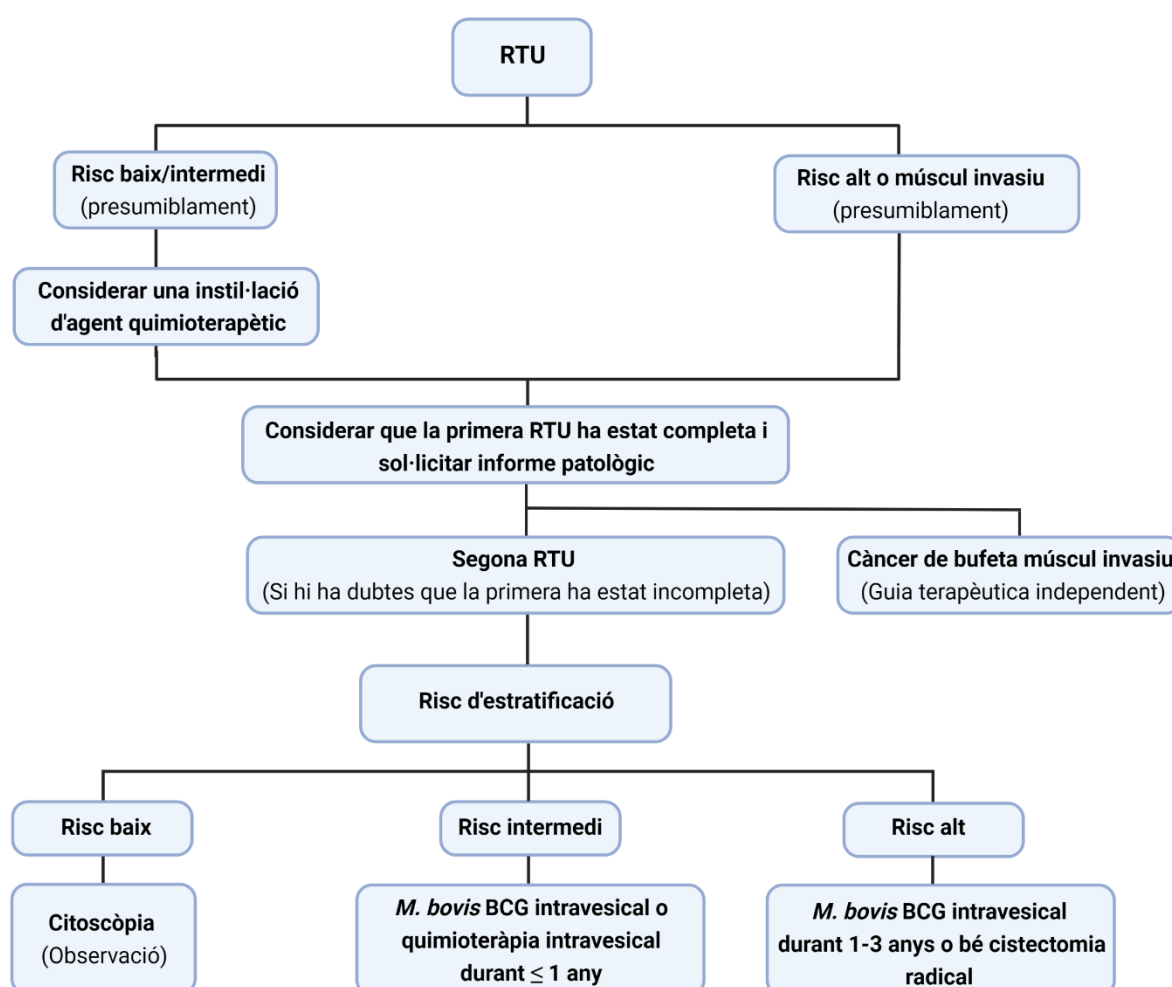 RTU
Risc baix/intermedi
(presumiblament)
Risc alt o múscul invasiu
(presumiblament)
Considerar una instil·lació
d'agent quimioterapètic
Considerar que la primera RTU ha estat completa i
sol·licitar informe patològic
Segona RTU
(Si hi ha dubtes que la primera ha estat incompleta)
Càncer de bufeta múscul invasiu
(Guia terapèutica independent)
Risc d'estratificació
Risc baix
Risc intermedi
Risc alt
Citoscòpia
(Observació)
M. bovis BCG intravesical o
quimioteràpia intravesical
durant ≤ 1 any
M. bovis BCG intravesical
durant 1-3 anys o bé cistectomia
radical